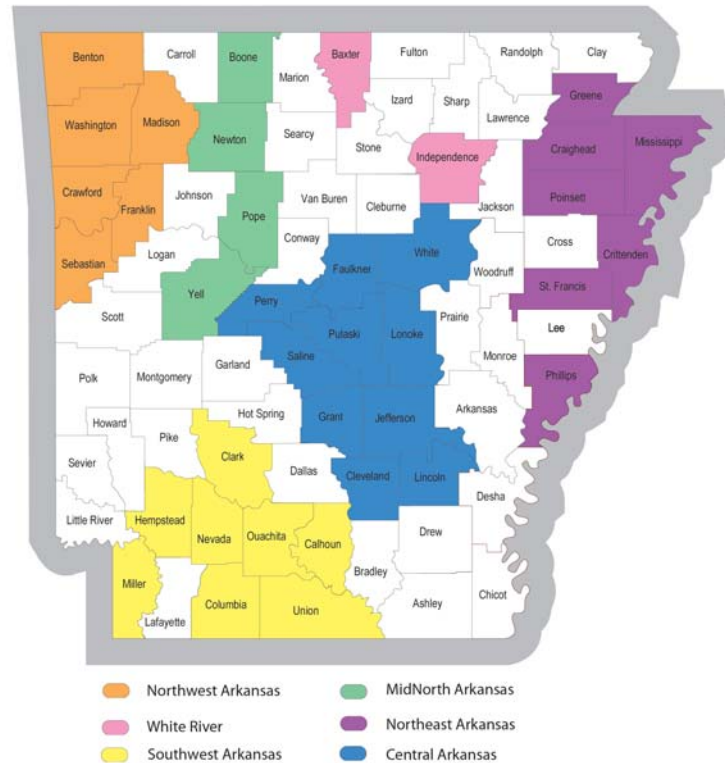 Benton
Carroll
Boone
Marion
Baxter
Fulton
Randolph
Clay
Izard
Sharp
Greene
Washington
Madison
Newton
Searcy
Stone
Lawrence
Independence
Craighead
Mississippi
Crawford
Franklin
Johnson
Pope
Van Buren
Cleburne
Jackson
Poinsett
Sebastian
Logan
Conway
Faulkner
White
Woodruff
Cross
Crittenden
Scott
Yell
Perry
St. Francis
Polk
Montgomery
Garland
Saline
Pulaski
Lonoke
Prairie
Monroe
Lee
Phillips
Howard
Pike
Hot Spring
Grant
Jefferson
Arkansas
Sevier
Clark
Dallas
Cleveland
Lincoln
Desha
Little River
Hempstead
Nevada
Ouachita
Calhoun
Drew
Miller
Lafayette
Columbia
Union
Bradley
Ashley
Chicot
Northwest Arkansas
MidNorth Arkansas
White River
Northeast Arkansas
Southwest Arkansas
Central Arkansas